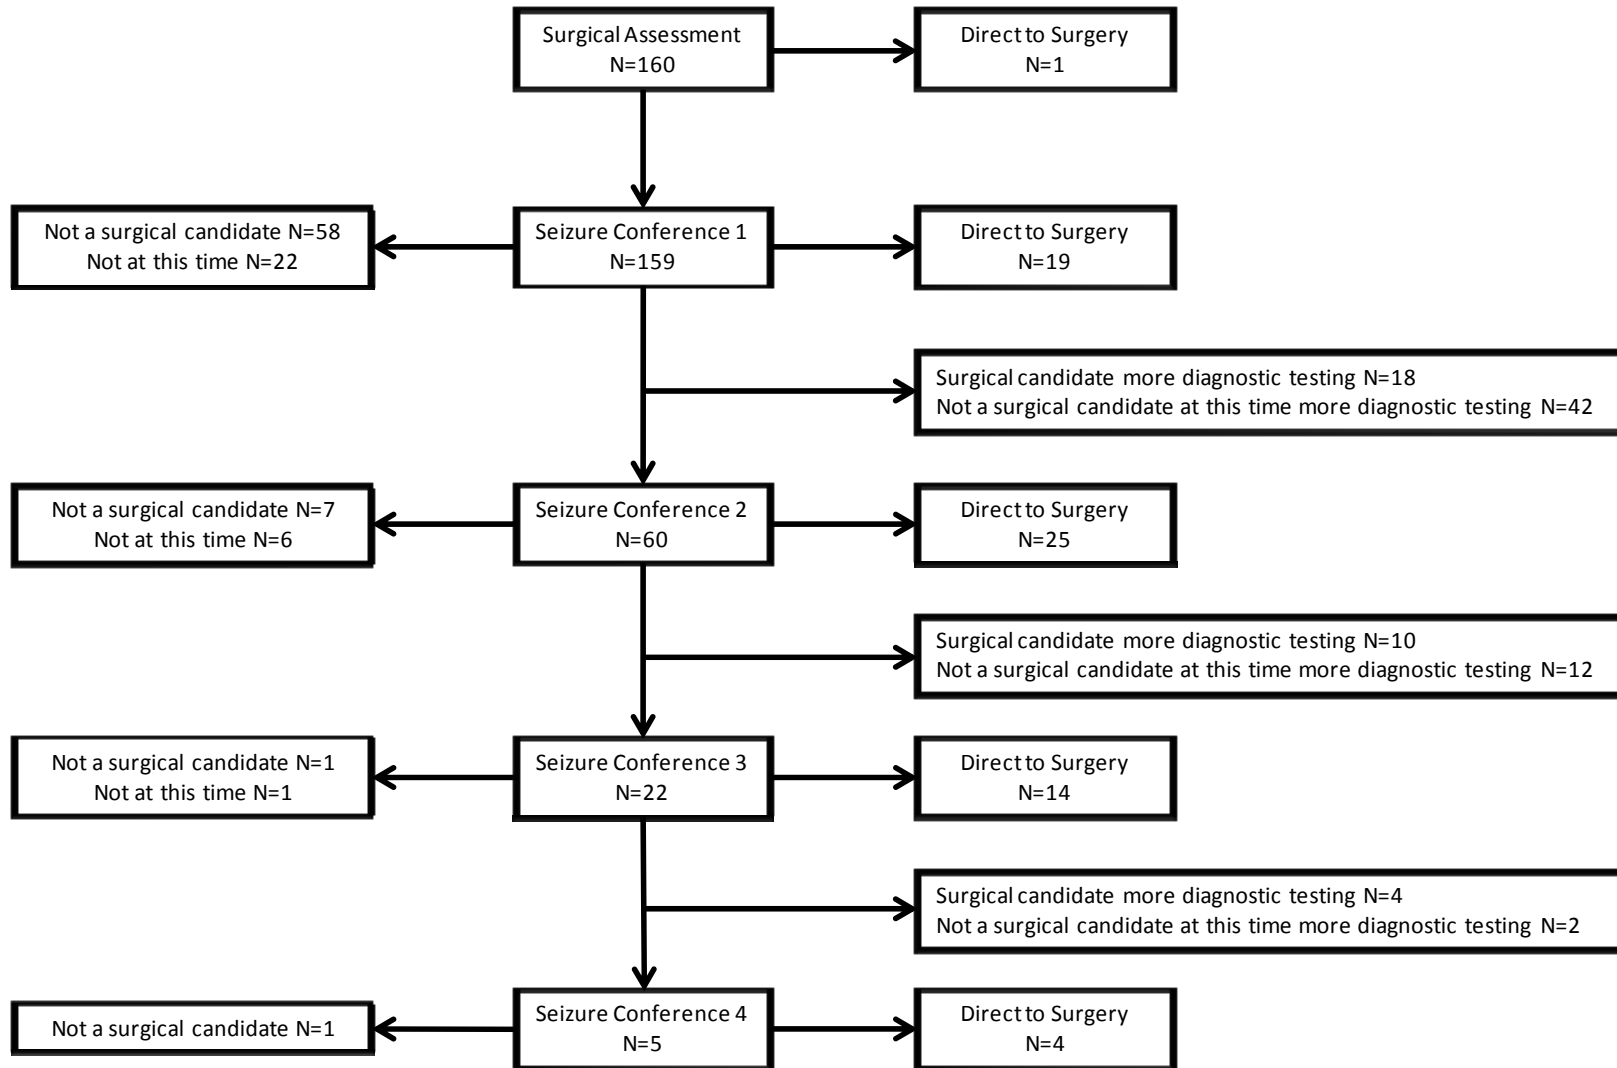 Surgical Assessment
N=160
Direct to Surgery
N=1
Not a surgical candidate N=58
Not at this time N=22
Seizure Conference 1
N=159
Direct to Surgery
N=19
Surgical candidate more diagnostic testing N=18
Not a surgical candidate at this time more diagnostic testing N=42
Not a surgical candidate N=7
Not at this time N=6
Seizure Conference 2
N=60
Direct to Surgery
N=25
Surgical candidate more diagnostic testing N=10
Not a surgical candidate at this time more diagnostic testing N=12
Not a surgical candidate N=1
Not at this time N=1
Seizure Conference 3
N=22
Direct to Surgery
N=14
Surgical candidate more diagnostic testing N=4
Not a surgical candidate at this time more diagnostic testing N=2
Not a surgical candidate N=1
Seizure Conference 4
N=5
Direct to Surgery
N=4